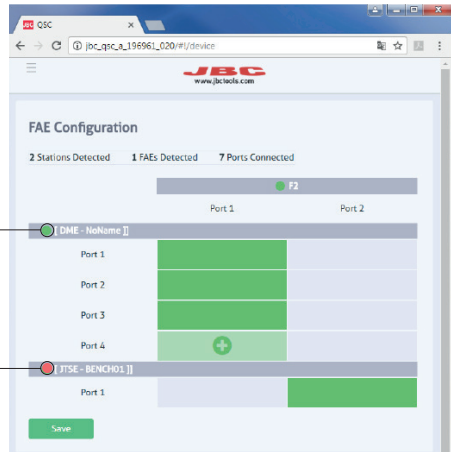 QSC
jbc_qsc_a_196961_020/#!/device
JBC
www.jbctools.com
FAE Configuration
2 Stations Detected 1 FAEs Detected 7 Ports Connected
F2
Port 1 Port 2
[ DME - NoName ]]
Port 1
Port 2
Port 3
Port 4
[ JTSE - BENCH01 ]]
Port 1
Save